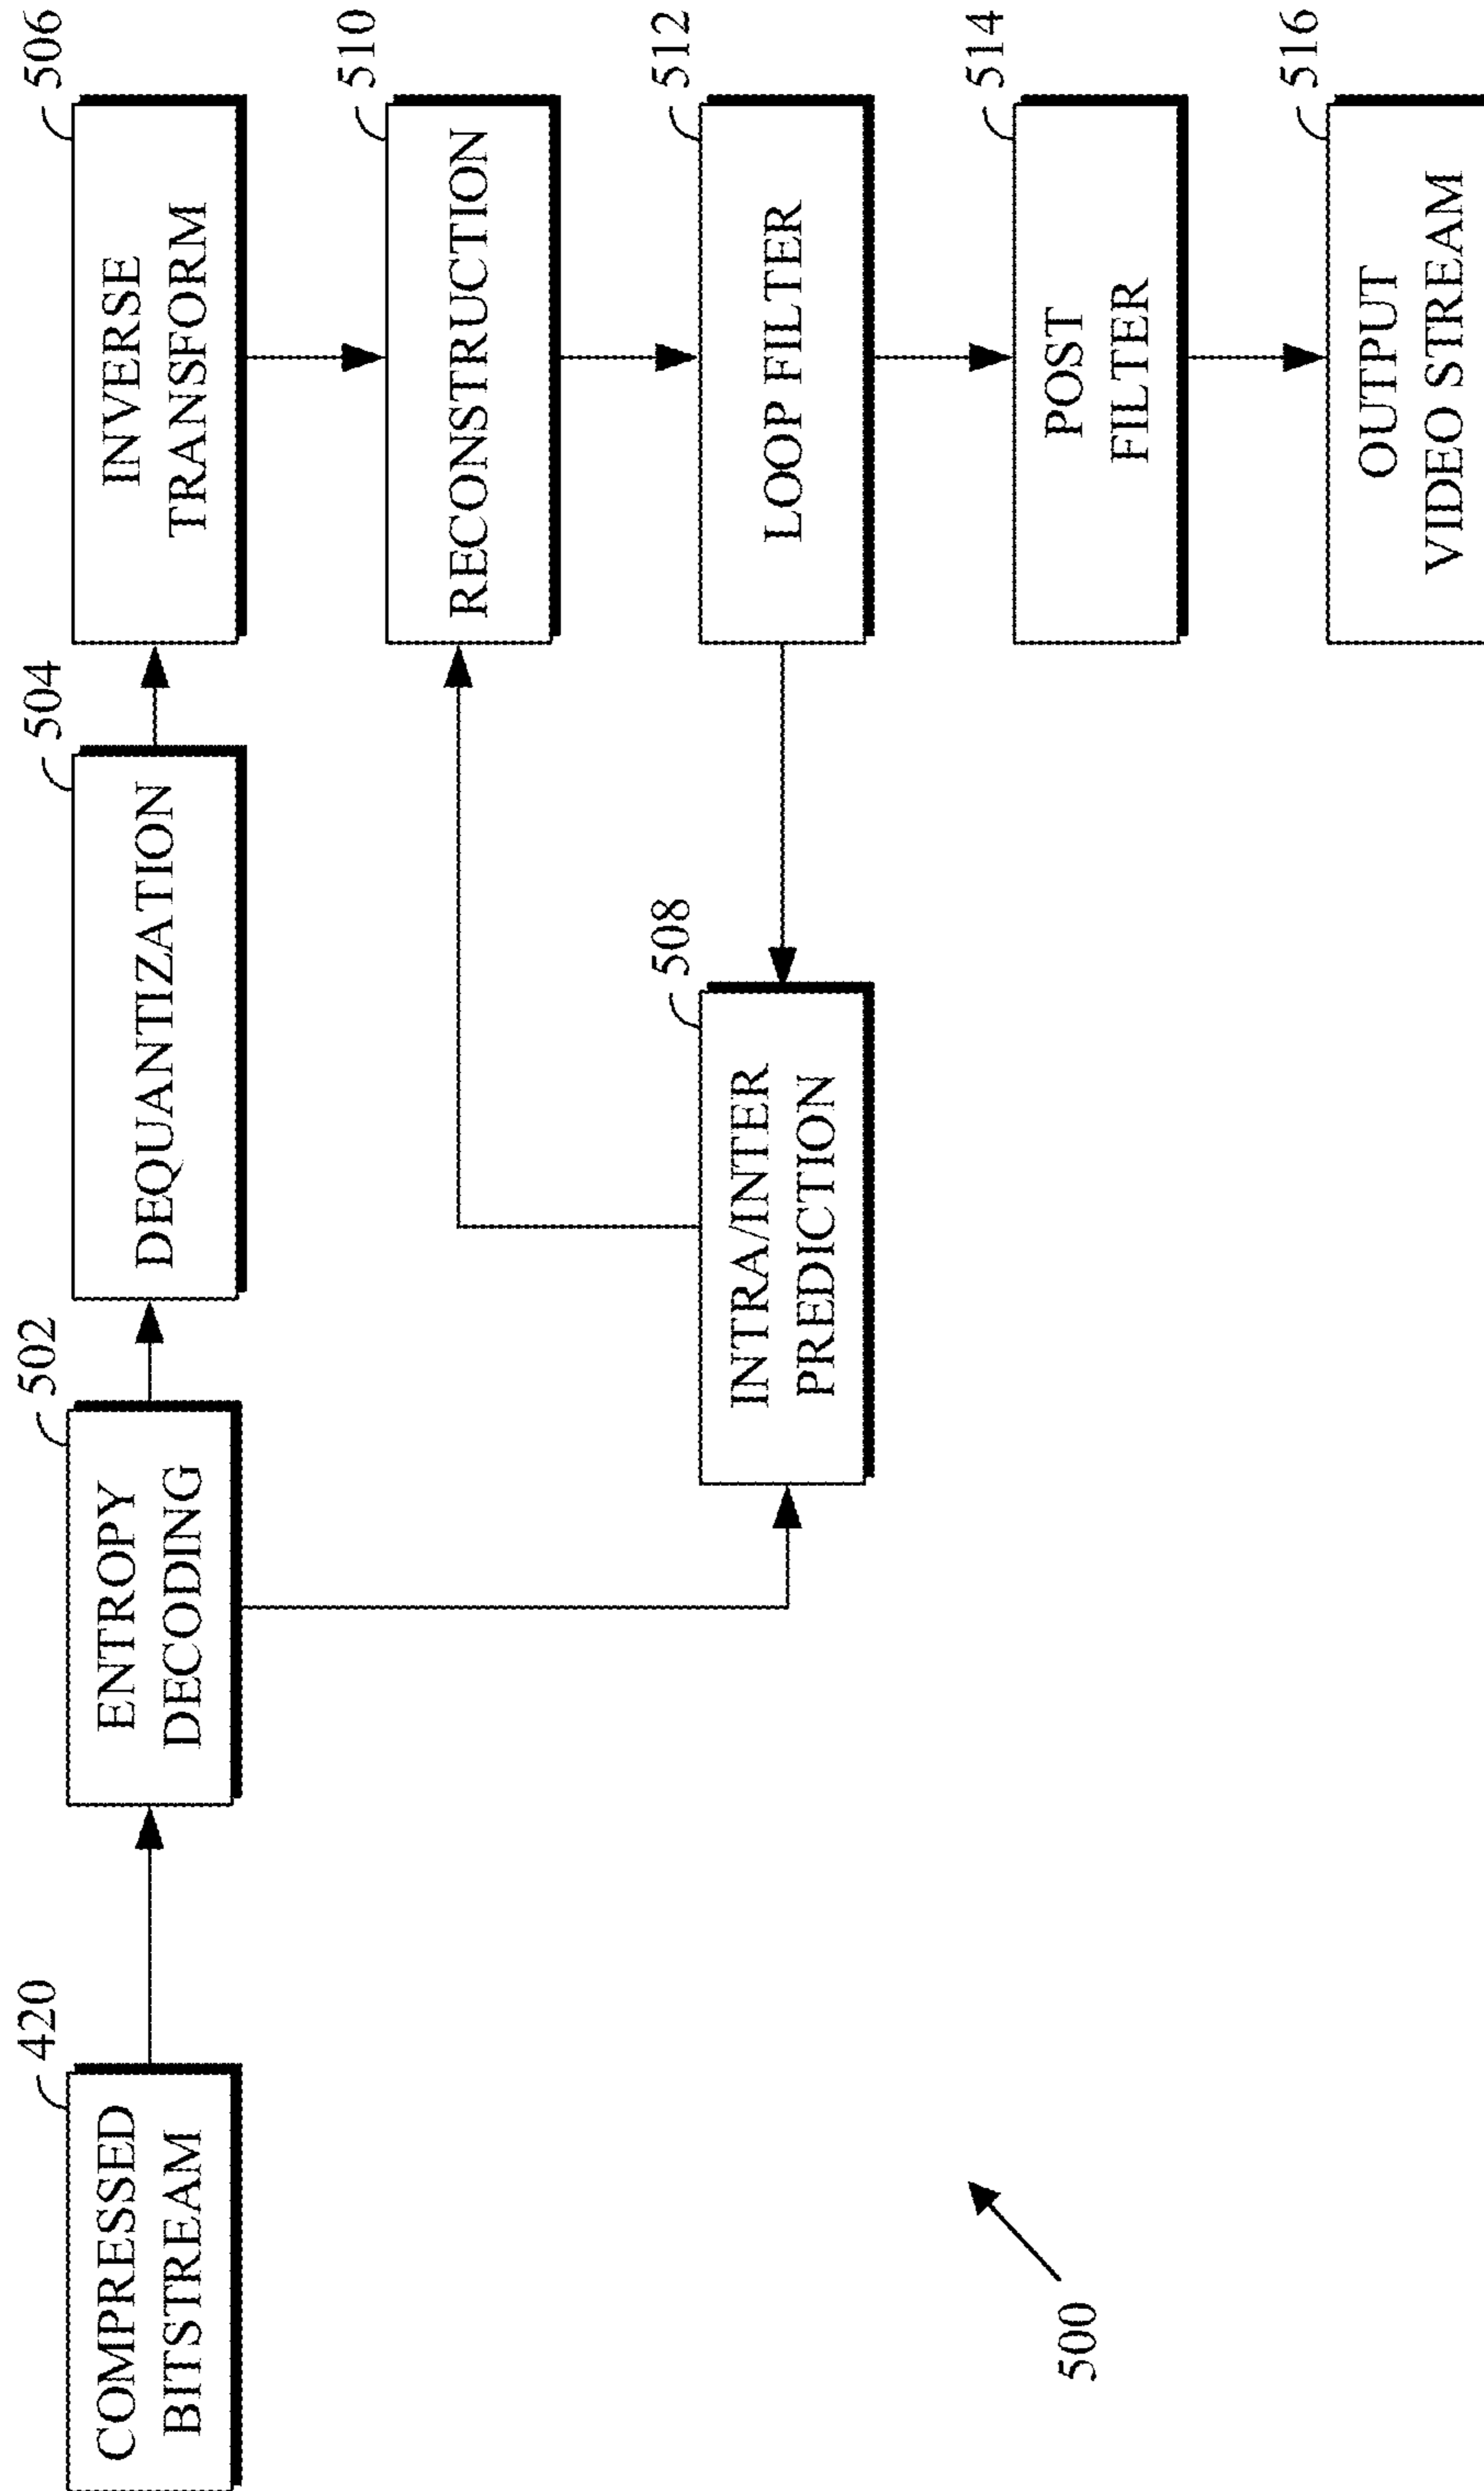 420
COMPRESSED
BITSTREAM
502
ENTROPY
DECODING
504
DEQUANTIZATION
506
INVERSE
TRANSFORM
510
RECONSTRUCTION
508
INTRA/INTER
PREDICTION
512
LOOP FILTER
514
POST
FILTER
516
OUTPUT
VIDEO STREAM
500